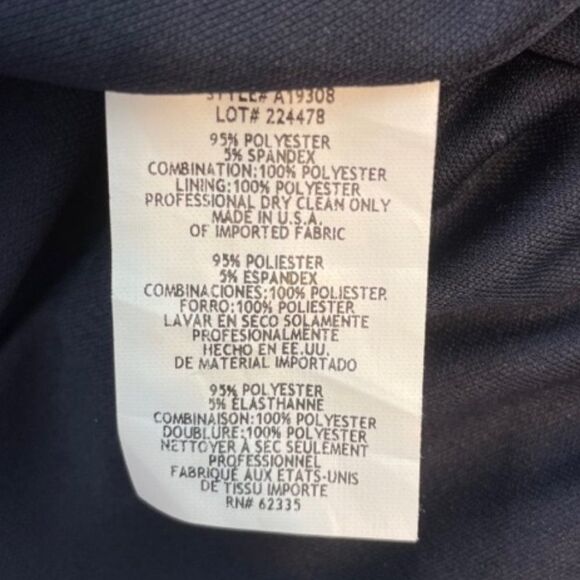 STYLE# A19308
LOT# 224478
95% POLYESTER
5% SPANDEX
COMBINATION:100% POLYESTER
LINING:100% POLYESTER
PROFESSIONAL DRY CLEAN ONLY
MADE IN U.S.A.
OF IMPORTED FABRIC
95% POLIESTER
5% ESPANDEX
COMBINACIONES:100% POLIESTER
FORRO:100% POLIESTER
LAVAR EN SECO SOLAMENTE
PROFESIONALMENTE
HECHO EN EE.UU.
DE MATERIAL IMPORTADO
95% POLYESTER
5% ELASTHANNE
COMBINAISON:100% POLYESTER
DOUBLURE:100% POLYESTER
NETTOYER À SEC SEULEMENT
PROFESSIONNEL
FABRIQUE AUX ETATS-UNIS
DE TISSU IMPORTE
RN# 62335